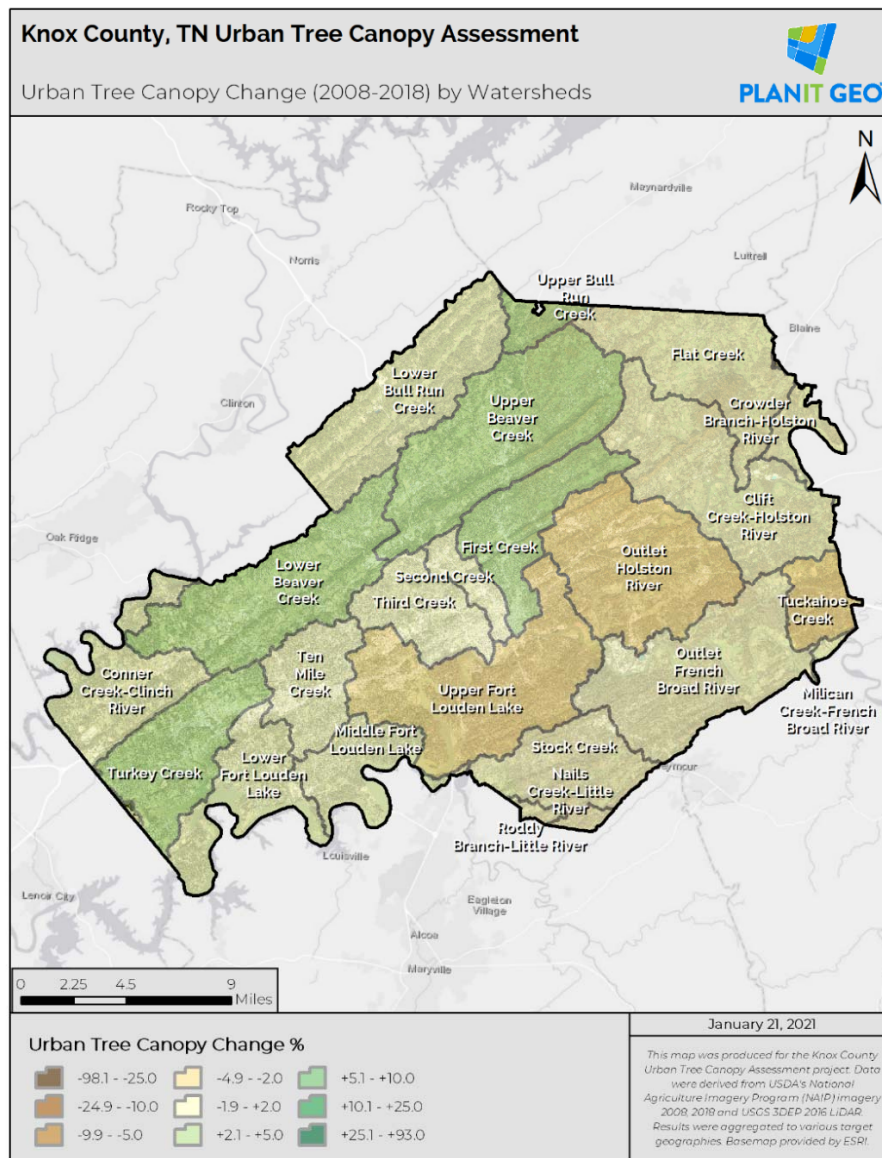 Knox County, TN Urban Tree Canopy Assessment
Urban Tree Canopy Change (2008-2018) by Watersheds
PLANIT GEO
N
Maynardville
Rocky Top
Luttrell
Norris
Upper Bull
Run
Creek
Blaine
Flat Creek
Lower
Bull Run
Creek
Clinton
Upper
Beaver
Creek
Crowder
Branch-Holston
River
Clift
Creek-Holston
River
Oak Ridge
First Creek
Outlet
Holston
River
Lower
Beaver
Creek
Second Creek
Third Creek
Tuckahoe
Creek
Ten
Mile
Creek
Conner
Creek-Clinch
River
Outlet
French
Broad River
Upper Fort
Louden Lake
Milican
Creek-French
Broad River
Middle Fort
Louden Lake
Stock Creek
Lower
Fort Louden
Lake
Turkey Creek
Nails
Creek-Little
River
eymour
Roddy
Branch-Little River
Louisville
Lenoir City
Eagleton
Village
Alcoa
Maryville
0 2.25 4.5 9
Miles
Urban Tree Canopy Change %
-98.1 - -25.0 -4.9 - -2.0 +5.1 - +10.0
-24.9 - -10.0 -1.9 - +2.0 +10.1 - +25.0
-9.9 - -5.0 +2.1 - +5.0 +25.1 - +93.0
January 21, 2021
This map was produced for the Knox County
Urban Tree Canopy Assessment project. Data
were derived from USDA's National
Agriculture Imagery Program (NAIP) imagery
2008, 2018 and USGS 3DEP 2016 LiDAR.
Results were aggregated to various target
geographies. Basemap provided by ESRI.